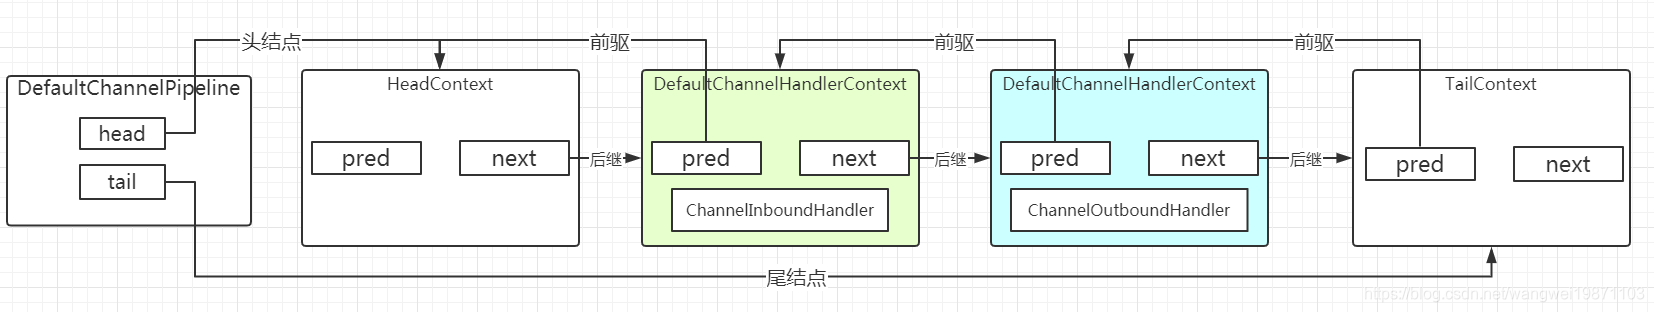 头结点
前驱
前驱
前驱
DefaultChannelPipeline
head
tail
HeadContext
pred
next
后继
DefaultChannelHandlerContext
pred
next
ChannelInboundHandler
后继
DefaultChannelHandlerContext
pred
next
ChannelOutboundHandler
后继
TailContext
pred
next
尾结点
https://blog.csdn.net/wangwei19871103